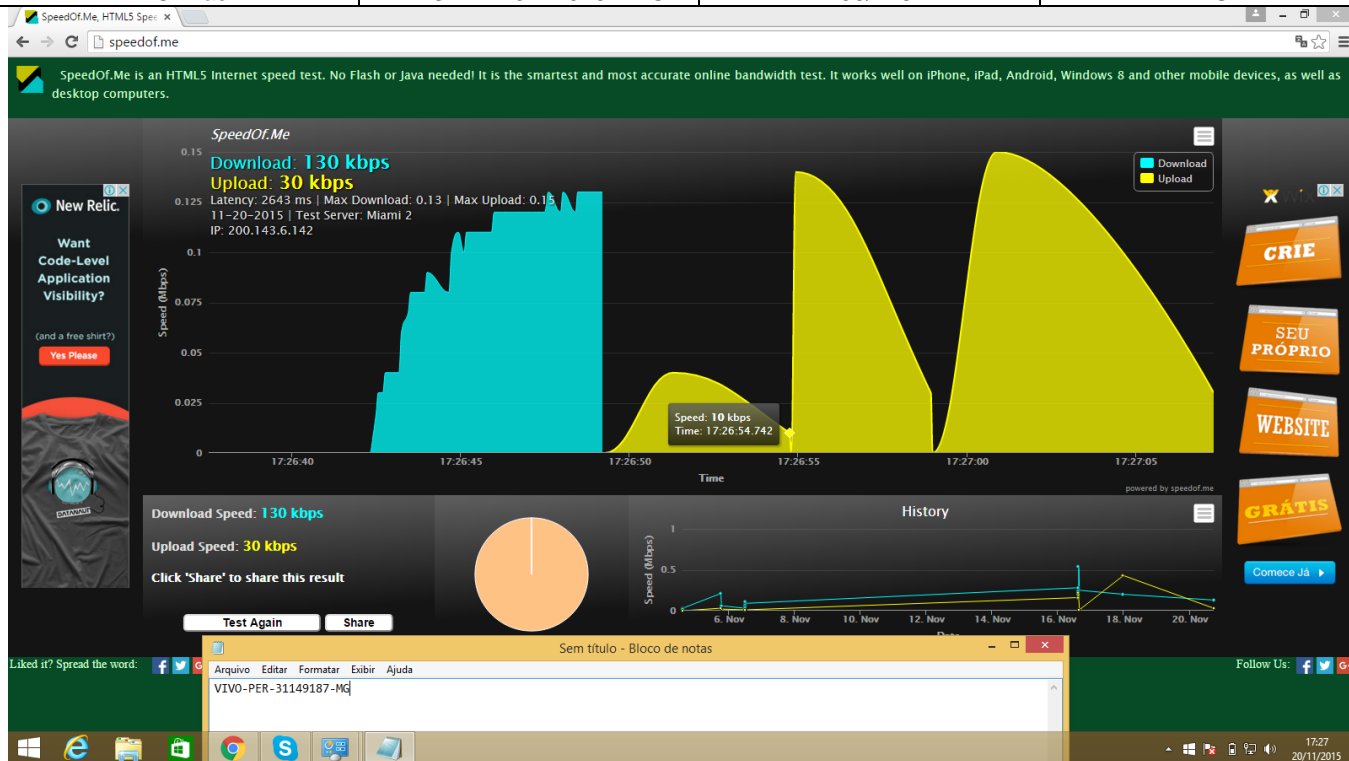 SpeedOf.Me, HTML5 Spee
speedof.me
SpeedOf.Me is an HTML5 Internet speed test. No Flash or Java needed! It is the smartest and most accurate online bandwidth test. It works well on iPhone, iPad, Android, Windows 8 and other mobile devices, as well as
desktop computers.
SpeedOf.Me
Download: 130 kbps
Upload: 30 kbps
Latency: 2643 ms | Max Download: 0.13 | Max Upload: 0.15
11-20-2015 | Test Server: Miami 2
IP: 200.143.6.142
Download
Upload
0.15
0.125
0.1
0.075
0.05
0.025
0
Speed (Mbps)
Speed: 10 kbps
Time: 17:26:54.742
17:26:40
17:26:45
17:26:50
17:26:55
17:27:00
17:27:05
Time
powered by speedof.me
New Relic.
Want
Code-Level
Application
Visibility?
(and a free shirt?)
Yes Please
DATANAUT
WiX
CRIE
SEU
PRÓPRIO
WEBSITE
GRÁTIS
Comece Já
Download Speed: 130 kbps
Upload Speed: 30 kbps
Click 'Share' to share this result
Test Again
Share
History
1
0.5
0
Speed (Mbps)
6. Nov
8. Nov
10. Nov
12. Nov
14. Nov
16. Nov
18. Nov
20. Nov
Liked it? Spread the word:
Follow Us:
Sem título - Bloco de notas
Arquivo Editar Formatar Exibir Ajuda
VIVO-PER-31149187-MG
17:27
20/11/2015